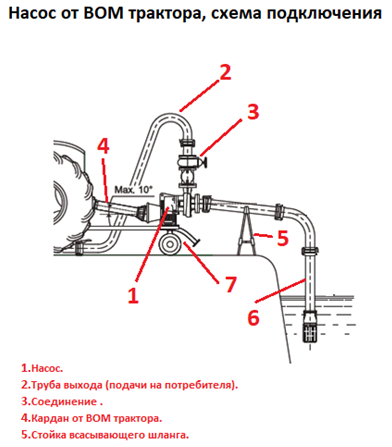 Насос от ВОМ трактора, схема подключения
2
3
4
Max. 10°
5
1
7
6
1.Насос.
2.Труба выхода (подачи на потребителя).
3.Соединение .
4.Кардан от ВОМ трактора.
5.Стойка всасывающего шланга.